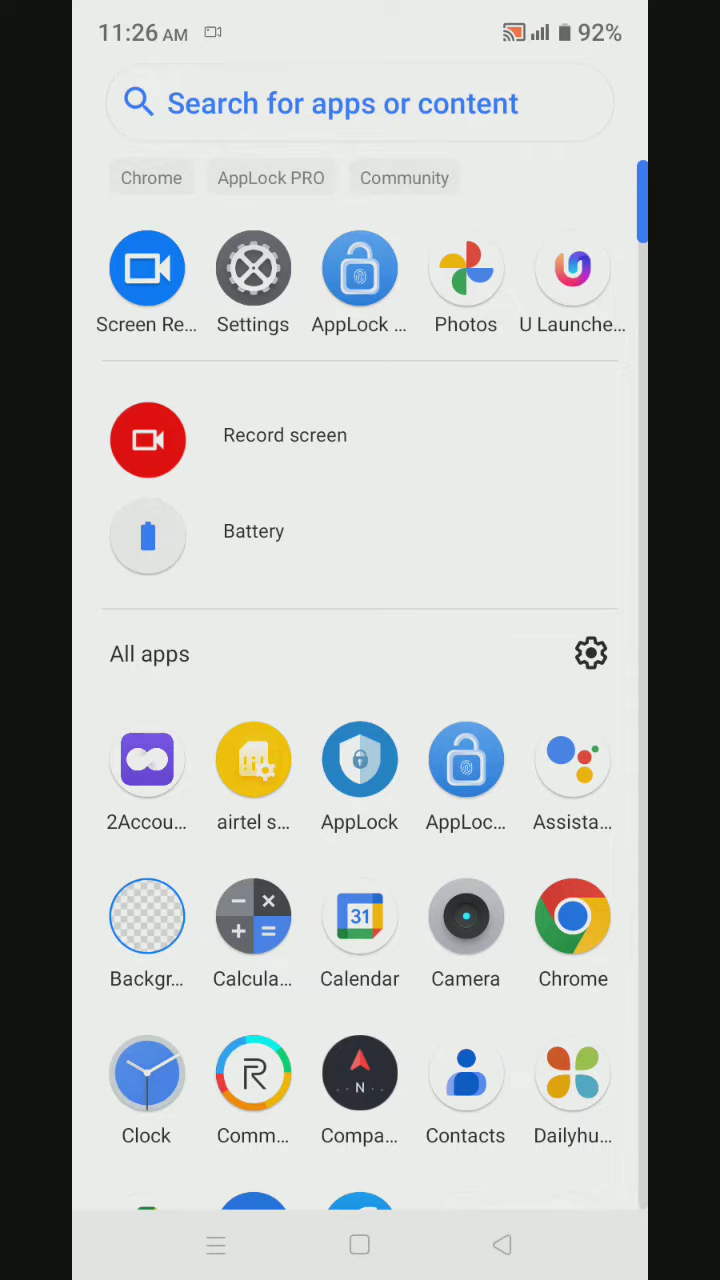 11:26 AM 92%
Search for apps or content
Chrome AppLock PRO Community
Screen Re... Settings AppLock ... Photos U Launche...
Record screen
Battery
All apps
2Accou... airtel s... AppLock AppLoc... Assista...
31
Backgr... Calcula... Calendar Camera Chrome
R
N
Clock Comm... Compa... Contacts Dailyhu...